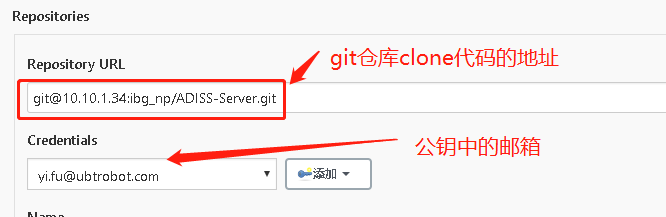 Repositories
git仓库clone代码的地址
Repository URL
git@10.10.1.34:ibg_np/ADISS-Server.git
Credentials
公钥中的邮箱
yi.fu@ubtrobot.com
添加
Name